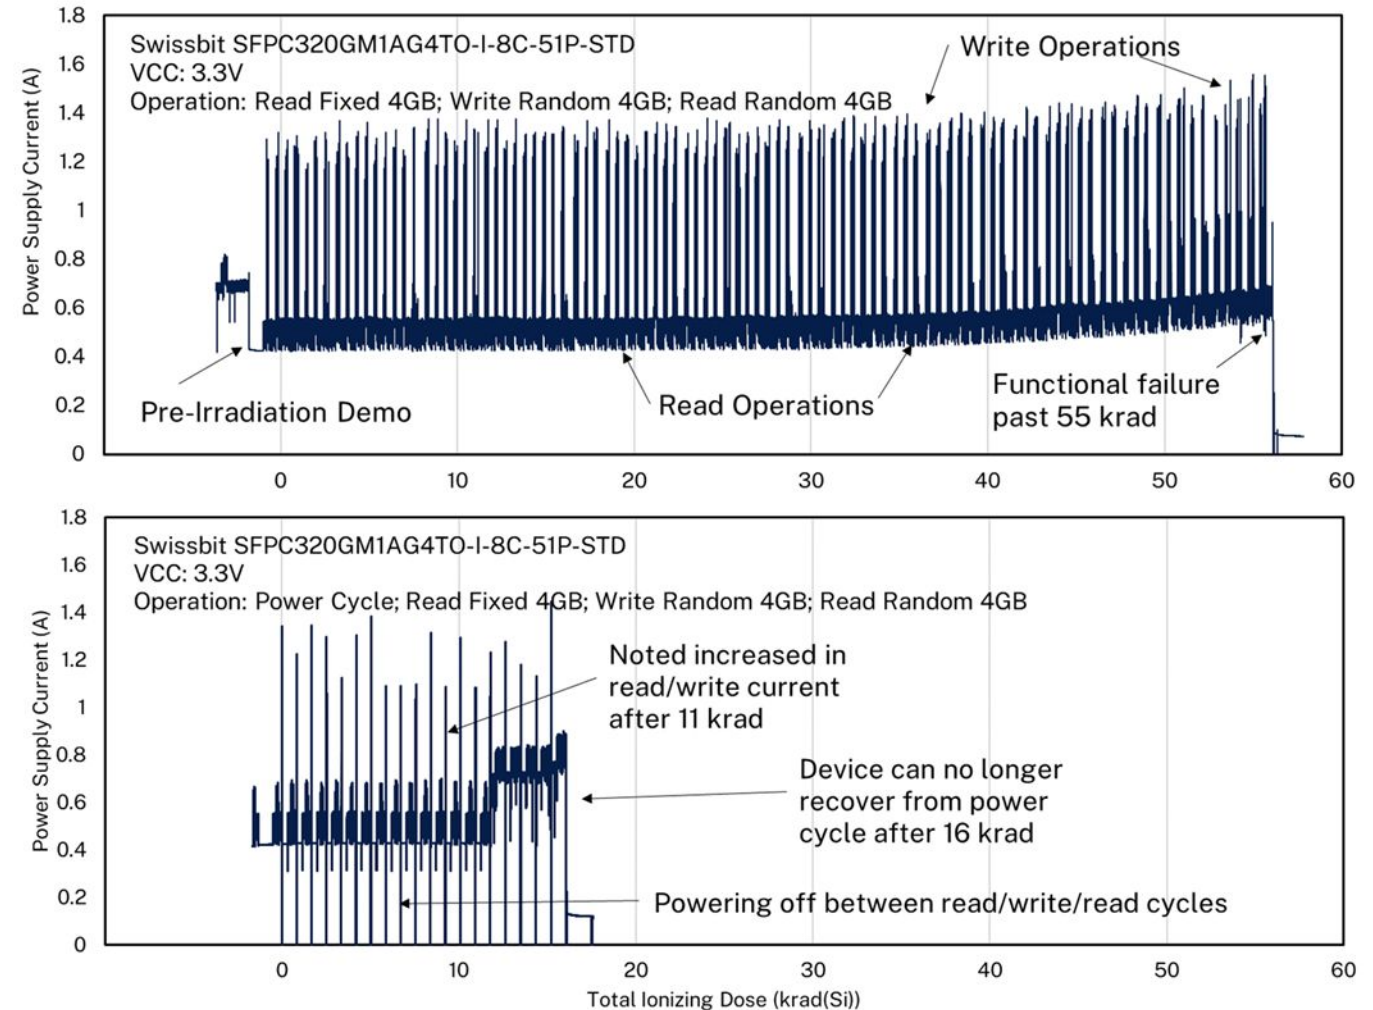 1.8
Swissbit SFPC320GM1AG4TO-I-8C-51P-STD
Write Operations
1.6
VCC: 3.3V
Operation: Read Fixed 4GB; Write Random 4GB; Read Random 4GB
1.4
1.2
1
0.8
0.6
0.4
0.2
0
Power Supply Current (A)
Pre-Irradiation Demo
Read Operations
Functional failure
past 55 krad
0 10 20 30 40 50 60
1.8
Swissbit SFPC320GM1AG4TO-I-8C-51P-STD
1.6
VCC: 3.3V
Operation: Power Cycle; Read Fixed 4GB; Write Random 4GB; Read Random 4GB
1.4
1.2
1
0.8
0.6
0.4
0.2
0
Power Supply Current (A)
Noted increased in
read/write current
after 11 krad
Device can no longer
recover from power
cycle after 16 krad
Powering off between read/write/read cycles
0 10 20 30 40 50 60
Total Ionizing Dose (krad(Si))